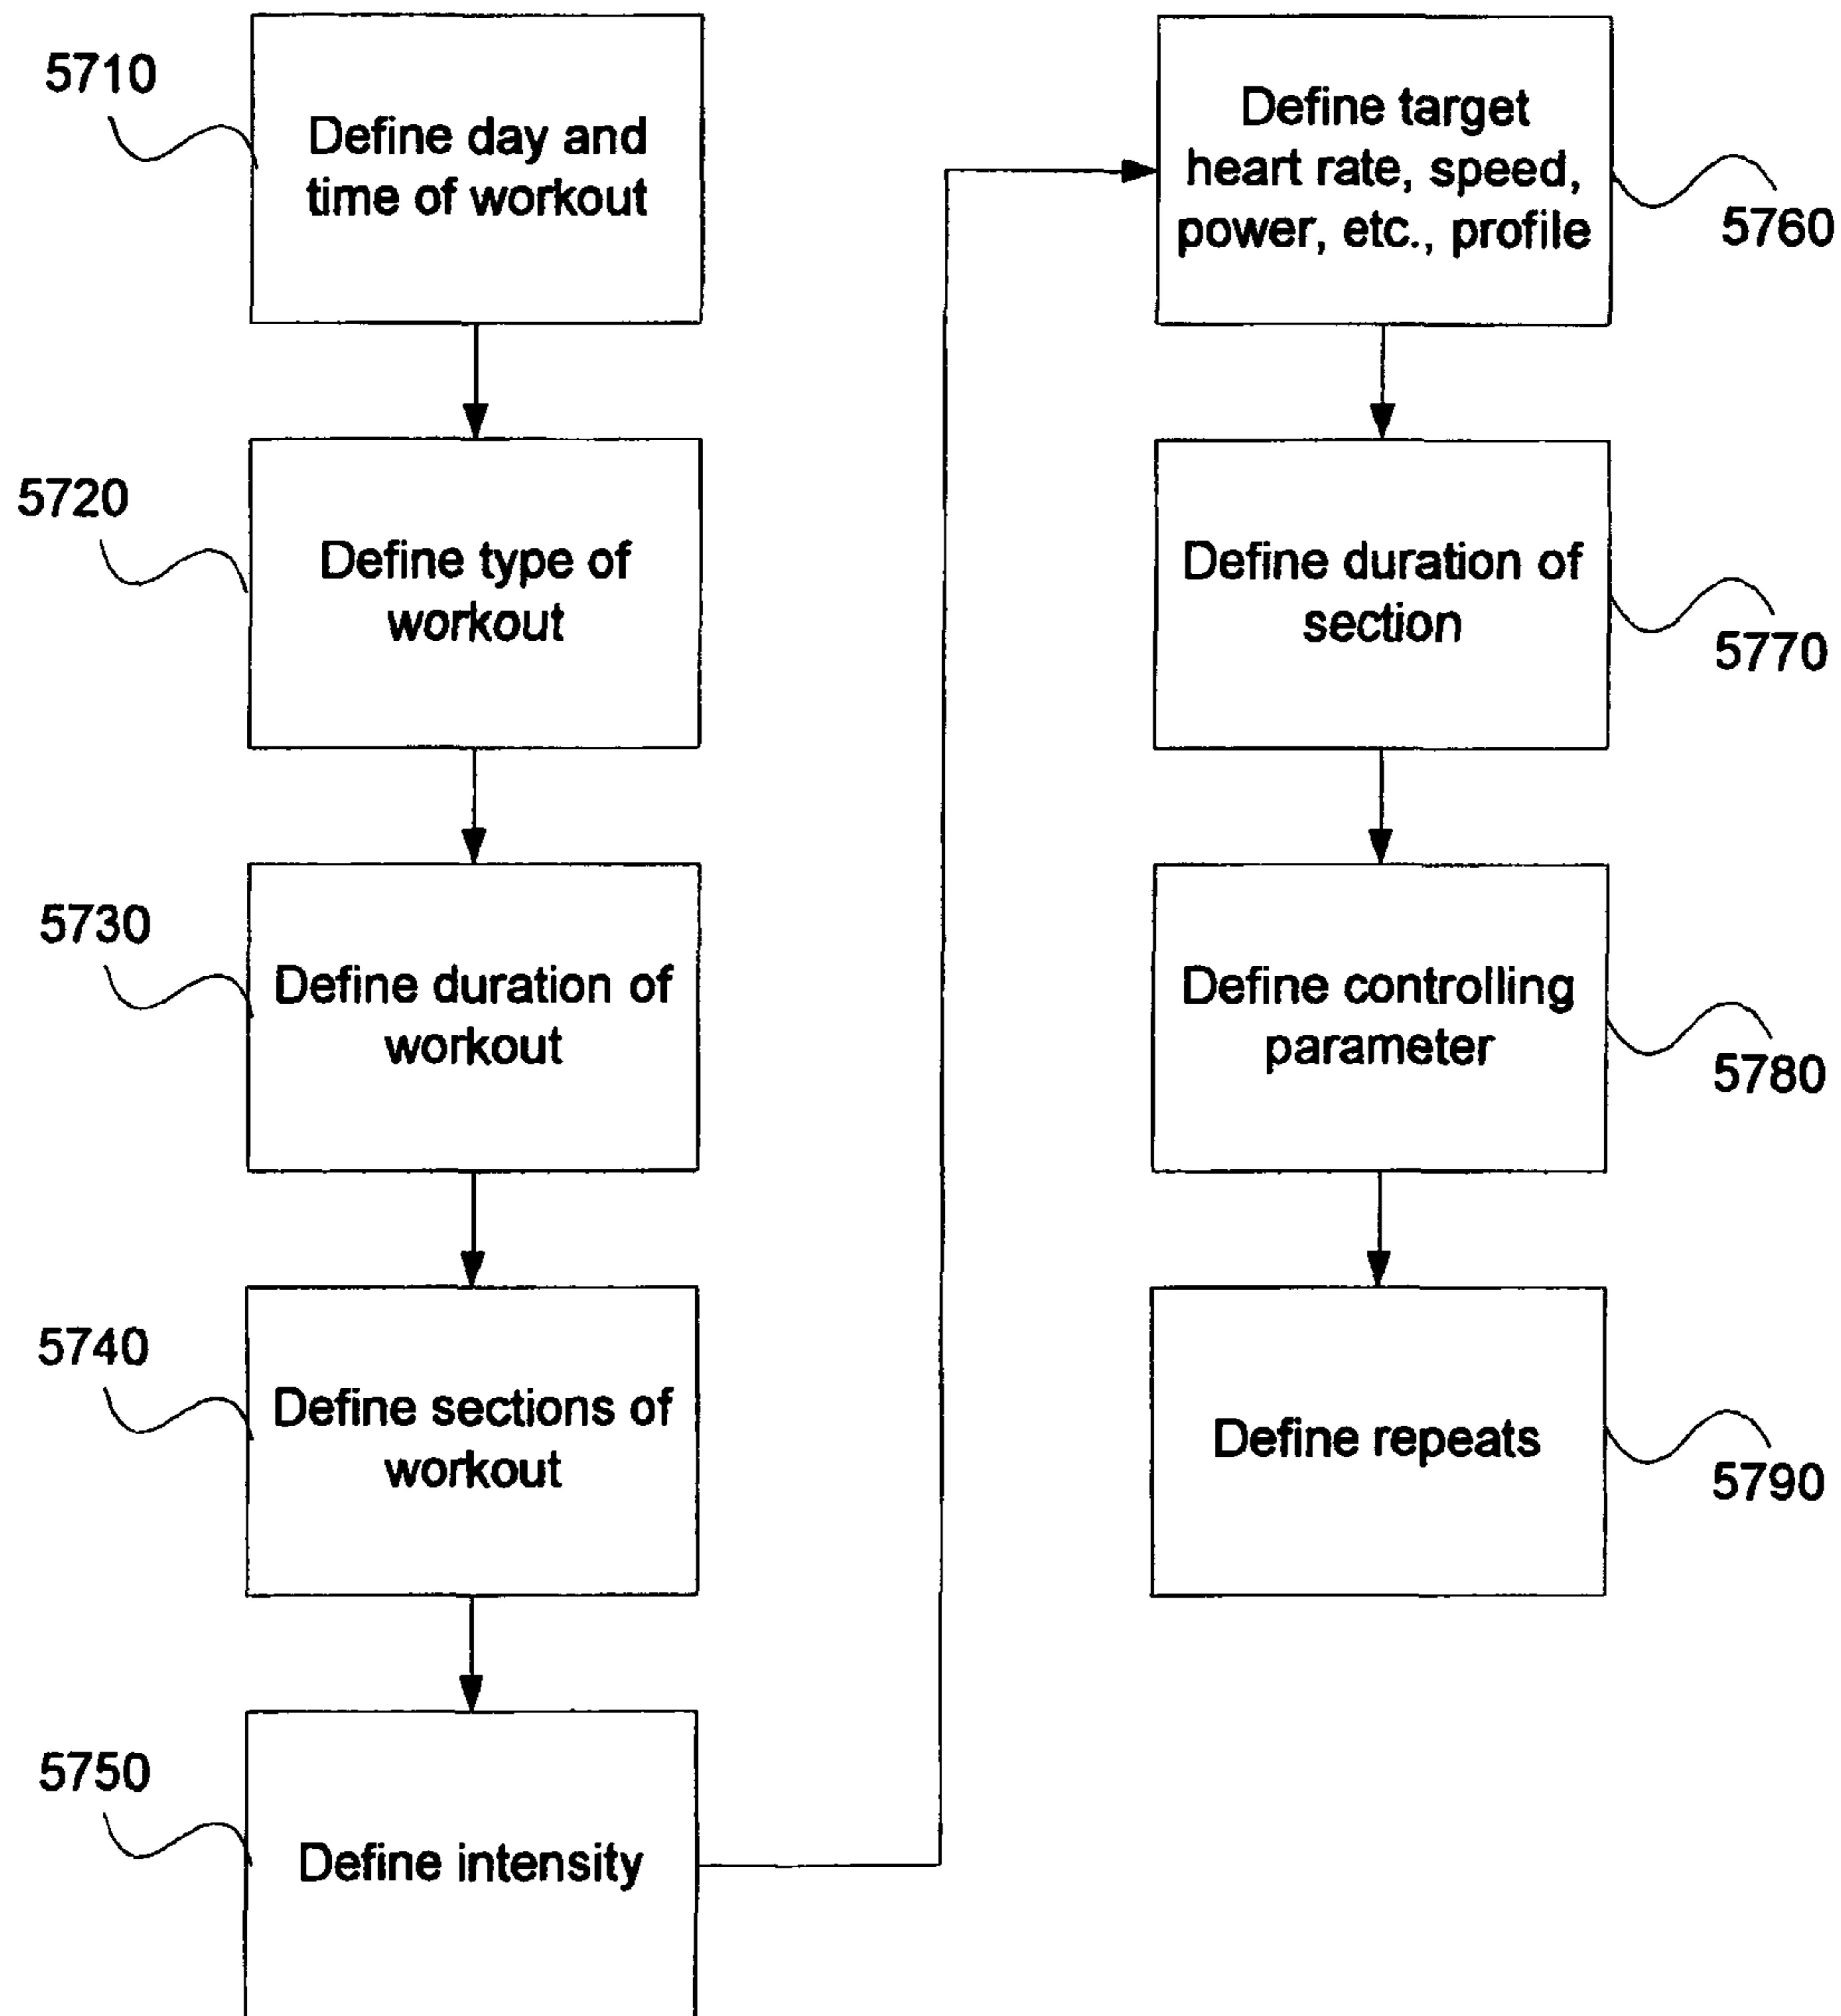 5710
Define day and
time of workout
5720
Define type of
workout
5730
Define duration of
workout
5740
Define sections of
workout
5750
Define intensity
Define target
heart rate, speed,
power, etc., profile
5760
Define duration of
section
5770
Define controlling
parameter
5780
Define repeats
5790